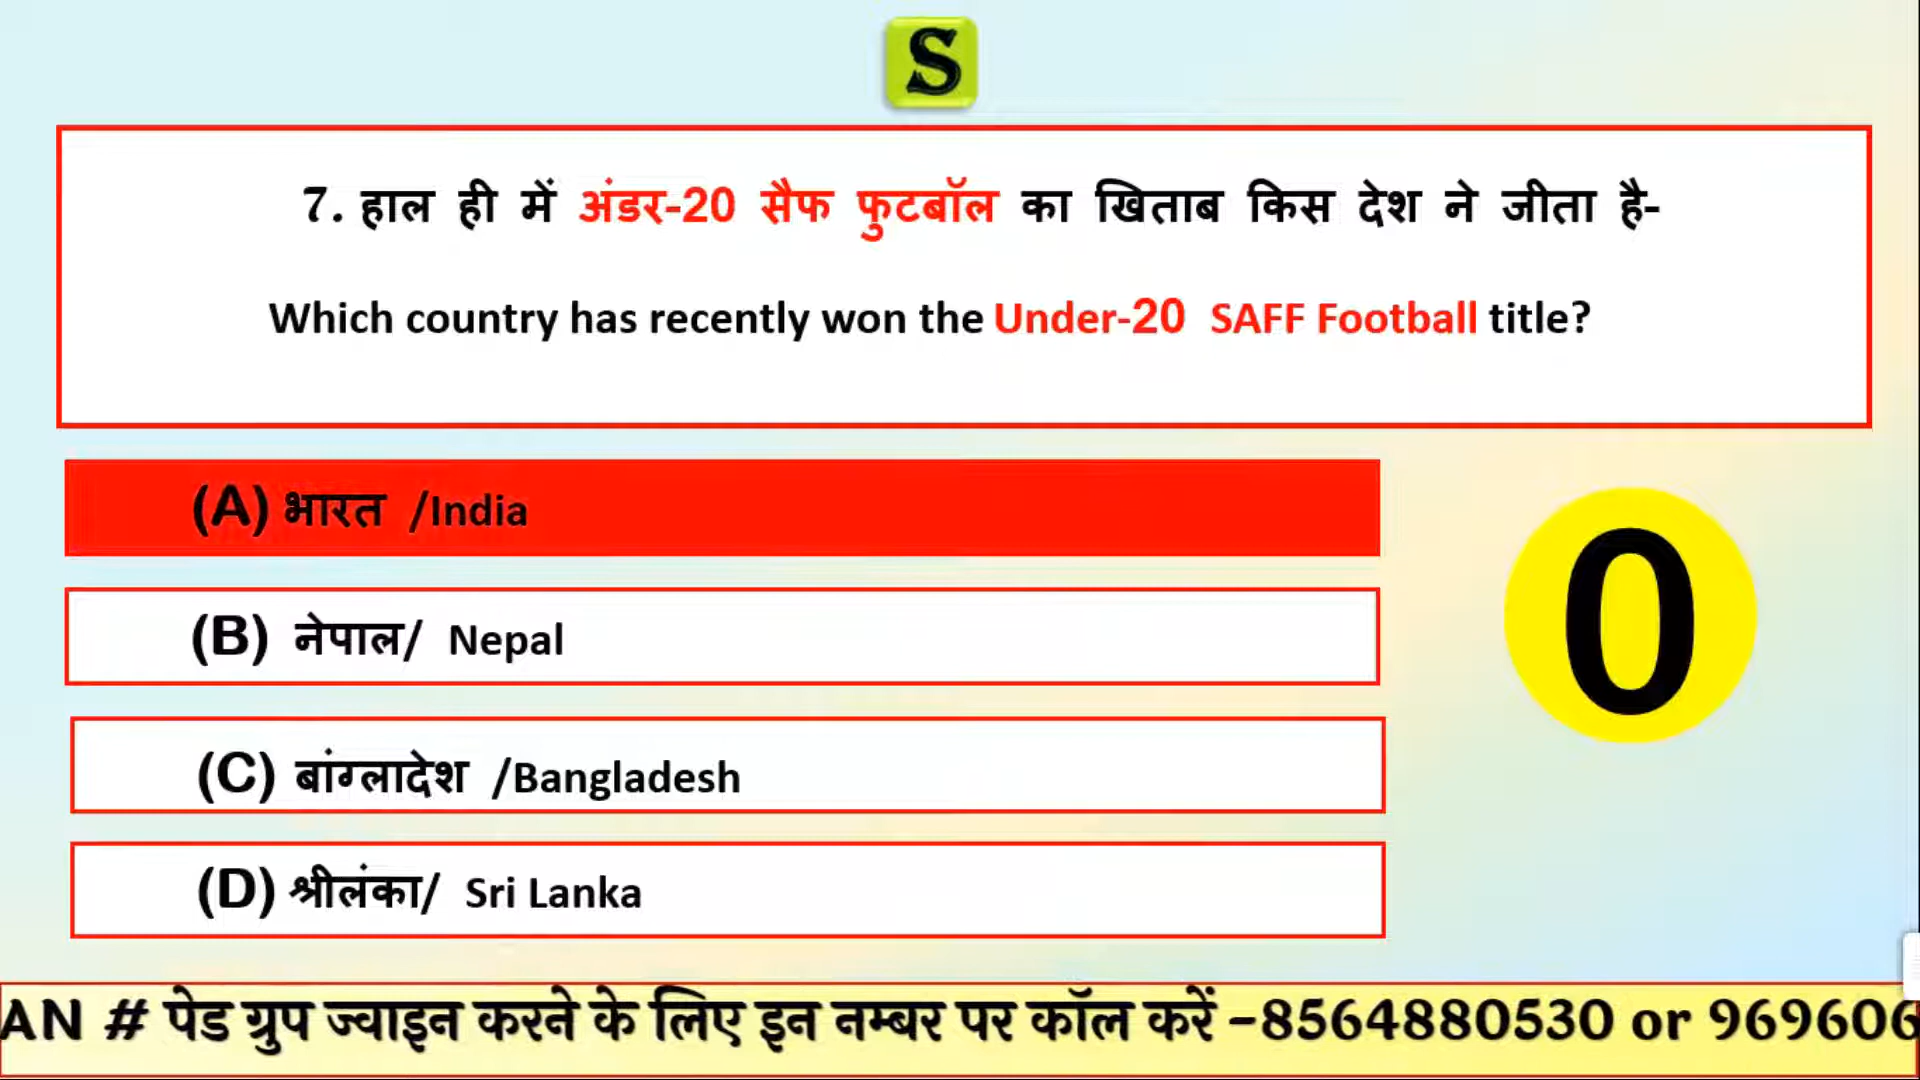 S
7. हाल ही में अंडर-20 सैफ फुटबॉल का खिताब किस देश ने जीता है-
Which country has recently won the Under-20 SAFF Football title?
(A) भारत /India
0
(B) नेपाल/ Nepal
(C) बांग्लादेश /Bangladesh
(D) श्रीलंका/ Sri Lanka
AN # पेड ग्रुप ज्वाइन करने के लिए इन नम्बर पर कॉल करें -8564880530 or 969606